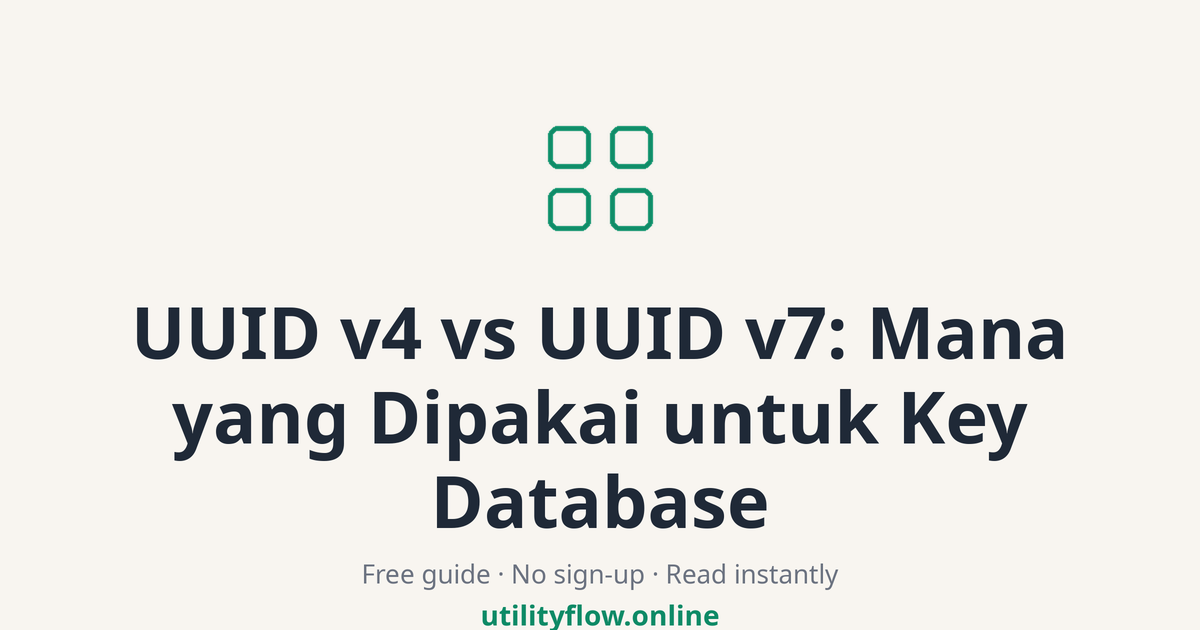 UUID v4 vs UUID v7: Mana
yang Dipakai untuk Key
Database
Free guide · No sign-up · Read instantly
utilityflow.online